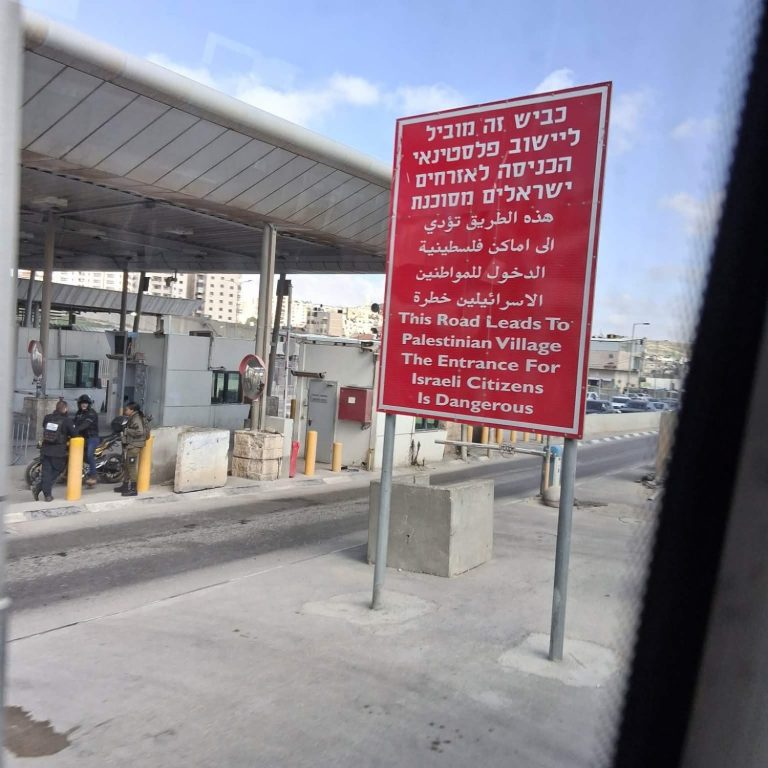 כביש זה מוביל
ליישוב פלסטינאי
הכניסה לאזרחים
ישראלים מסוכנת
هذه الطريق تؤدي
الى اماكن فلسطينية
الدخول للمواطنين
الاسرائيلين خطرة
This Road Leads To
Palestinian Village
The Entrance For
Israeli Citizens
Is Dangerous